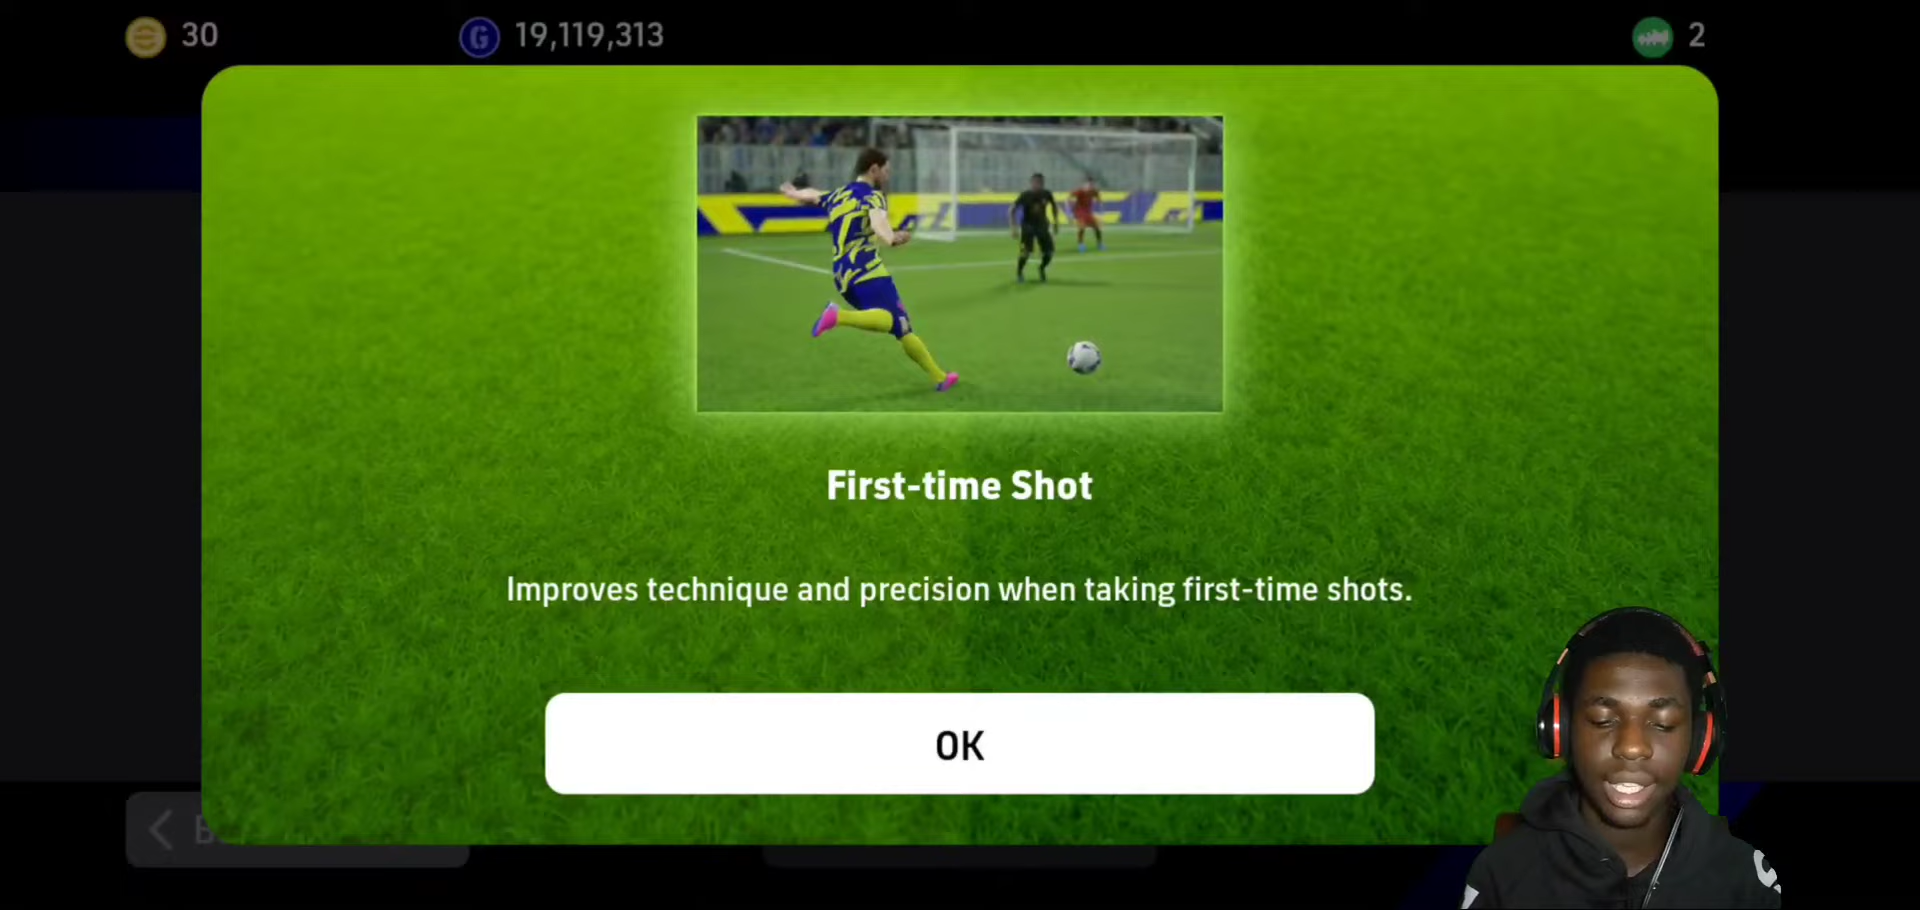 30
19,119,313
2
First-time Shot
Improves technique and precision when taking first-time shots.
OK